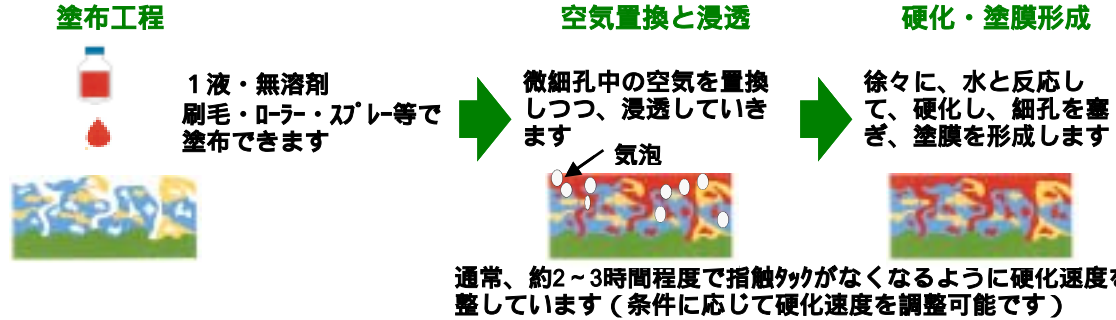 塗布工程
１液・無溶剤
刷毛・ﾛｰﾗｰ・ｽﾌﾟﾚｰ等で
塗布できます
空気置換と浸透
微細孔中の空気を置換
しつつ、浸透していき
ます
気泡
硬化・塗膜形成
徐々に、水と反応し
て、硬化し、細孔を塞
ぎ、塗膜を形成します
通常、約2～3時間程度で指触ﾀｯｸがなくなるように硬化速度を
整しています（条件に応じて硬化速度を調整可能です）